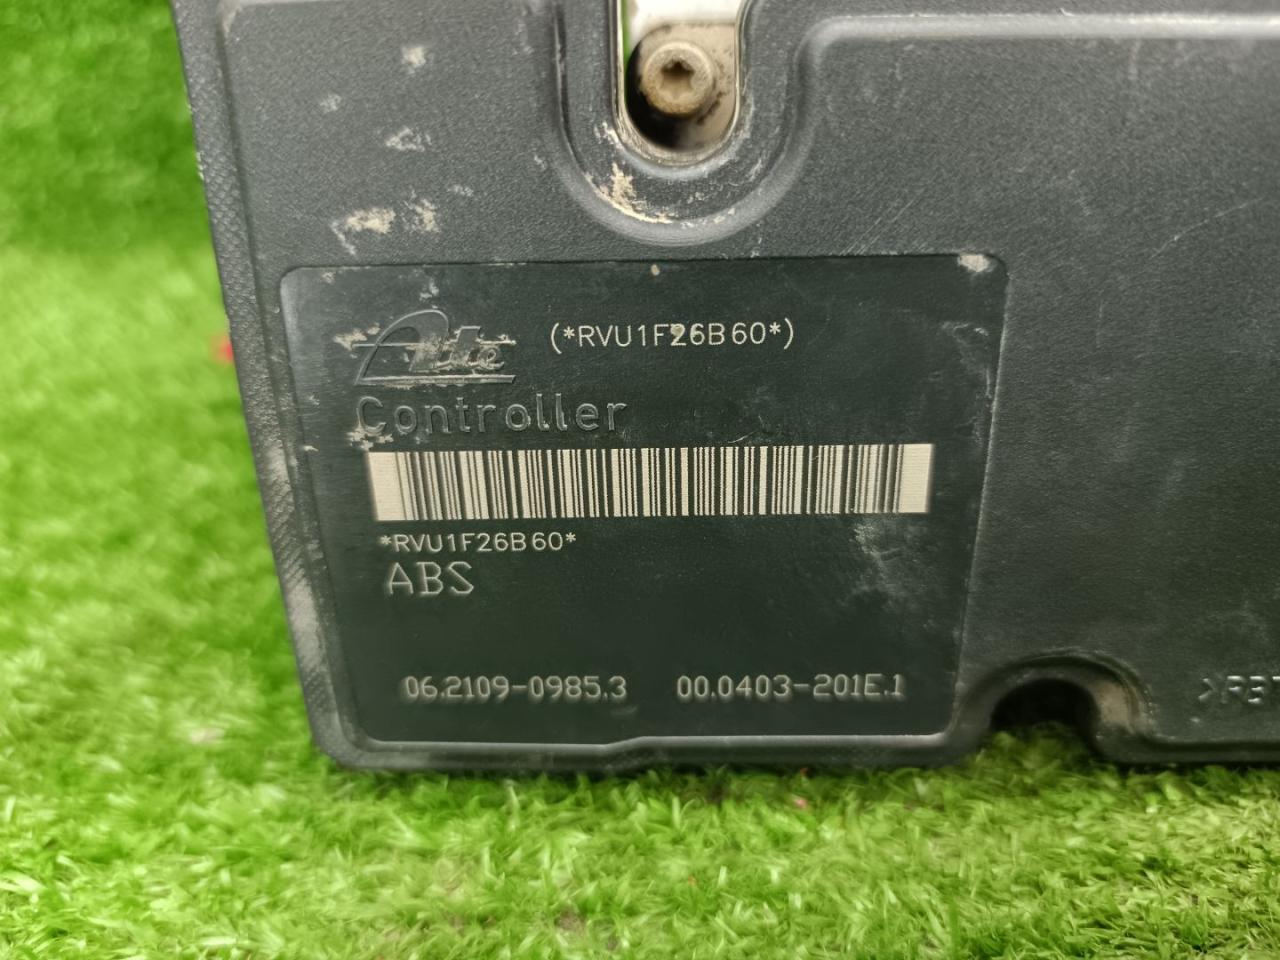 Ate (*RVU1F26B60*)
Controller
*RVU1F26B60*
ABS
06.2109-0985.3 00.0403-201E.1